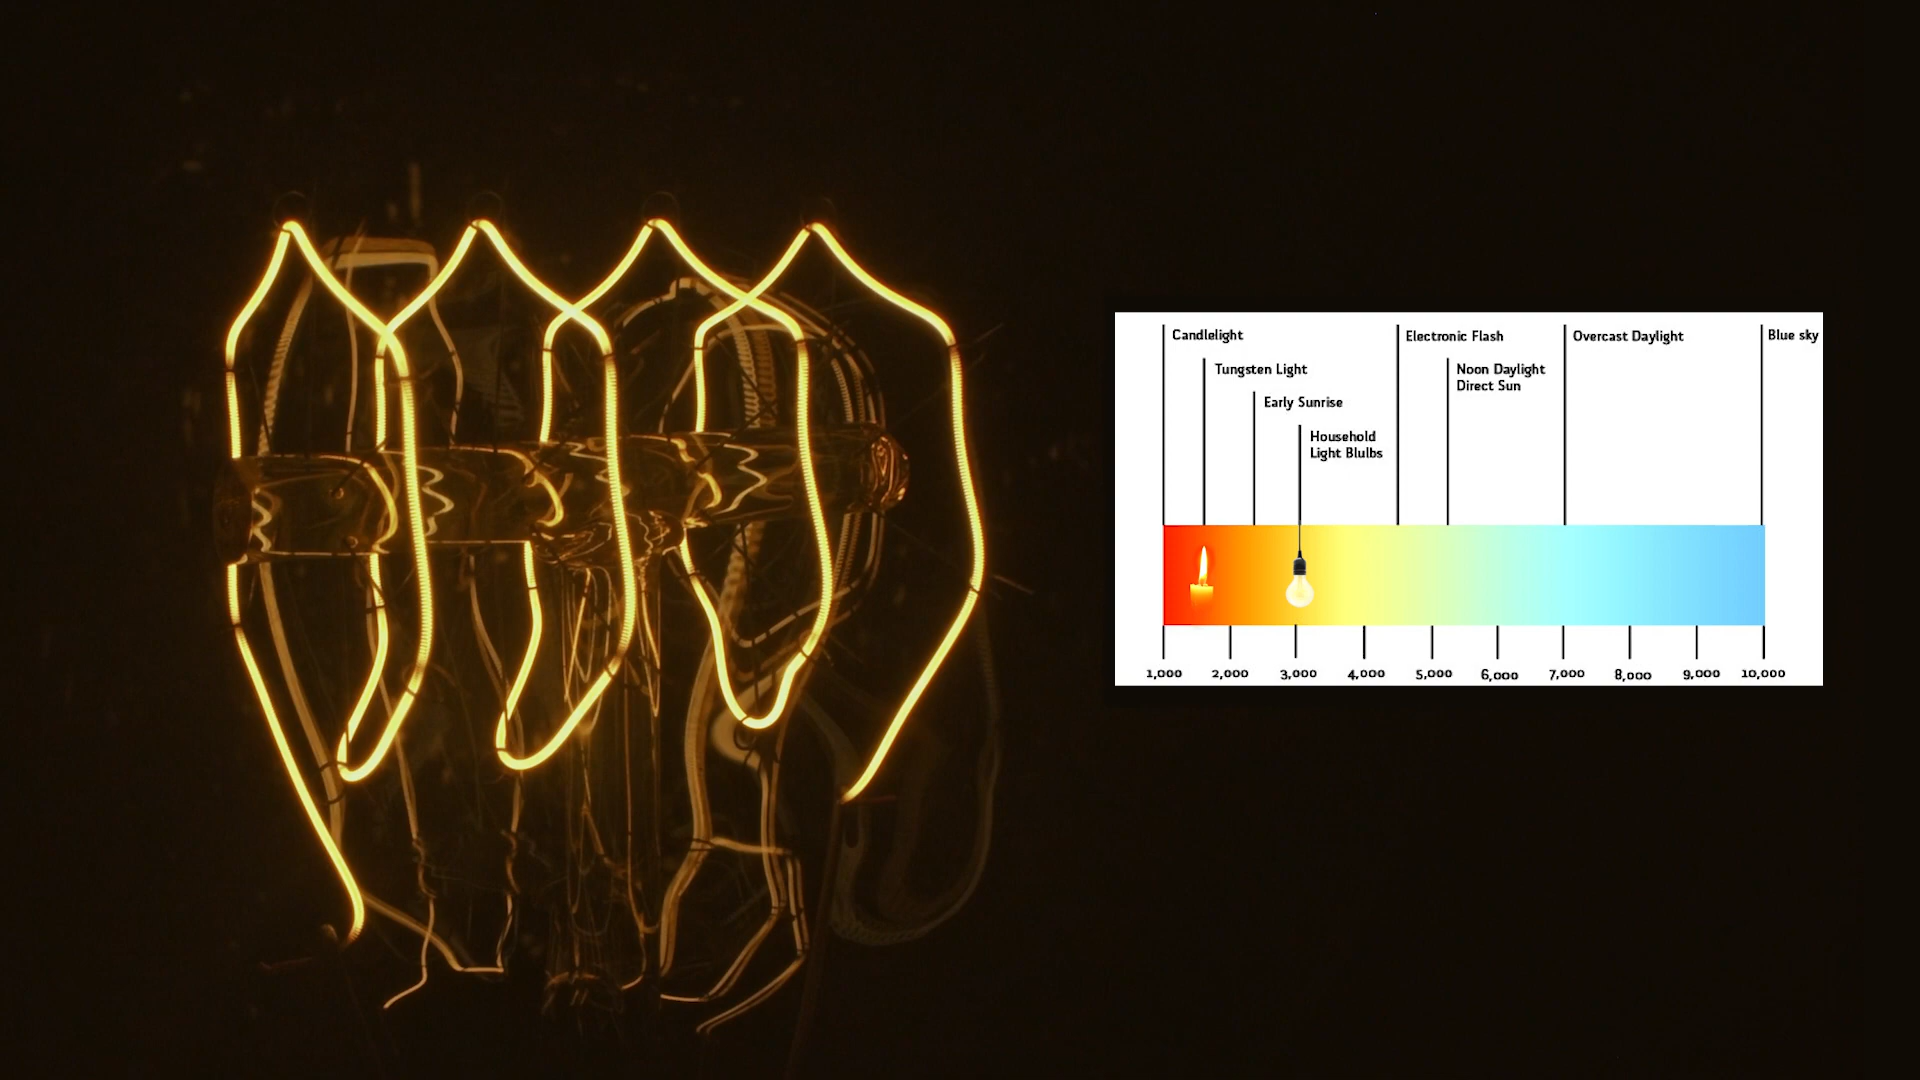 Candlelight
Electronic Flash
Overcast Daylight
Blue sky
Tungsten Light
Noon Daylight
Direct Sun
Early Sunrise
Household
Light Blulbs
1,000 2,000 3,000 4,000 5,000 6,000 7,000 8,000 9,000 10,000